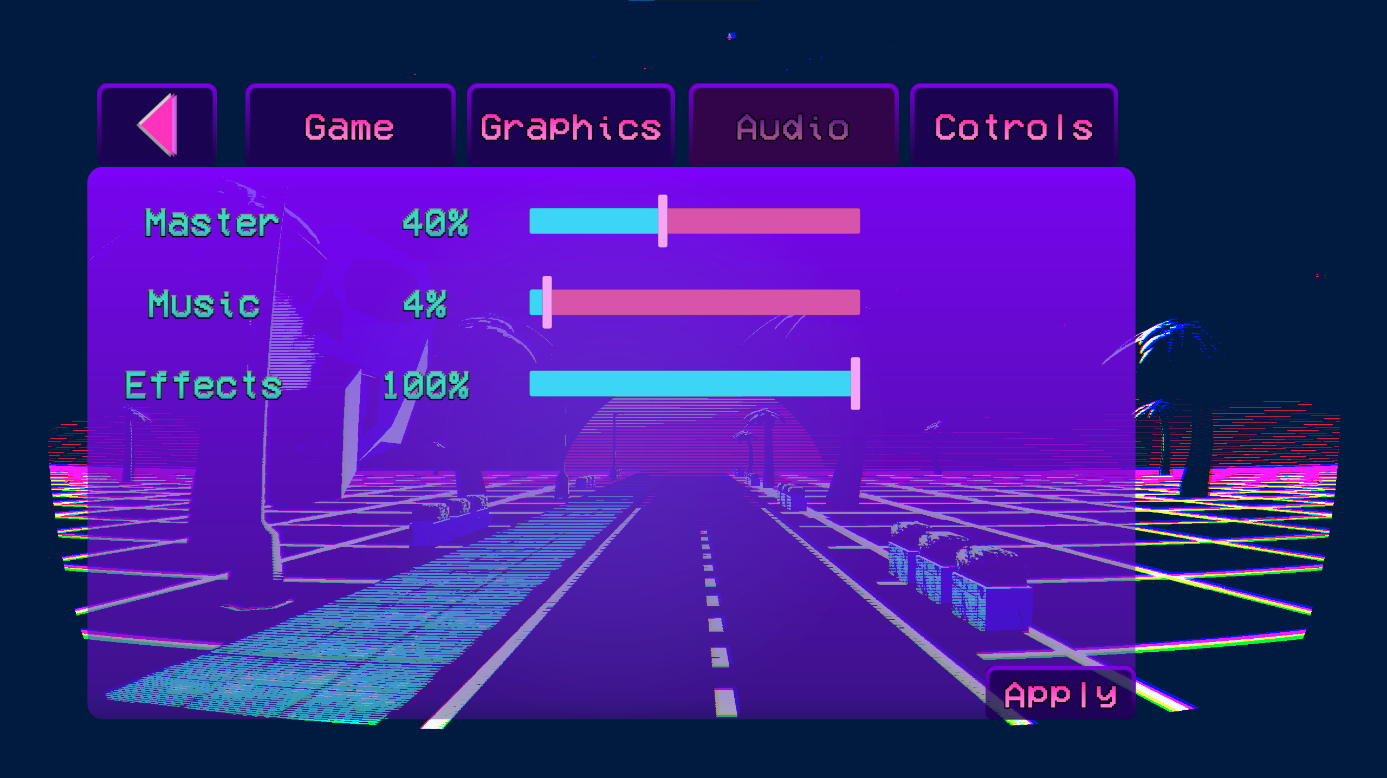 Game Graphics Audio Cotrols
Master 40%
Music 4%
Effects 100%
Apply